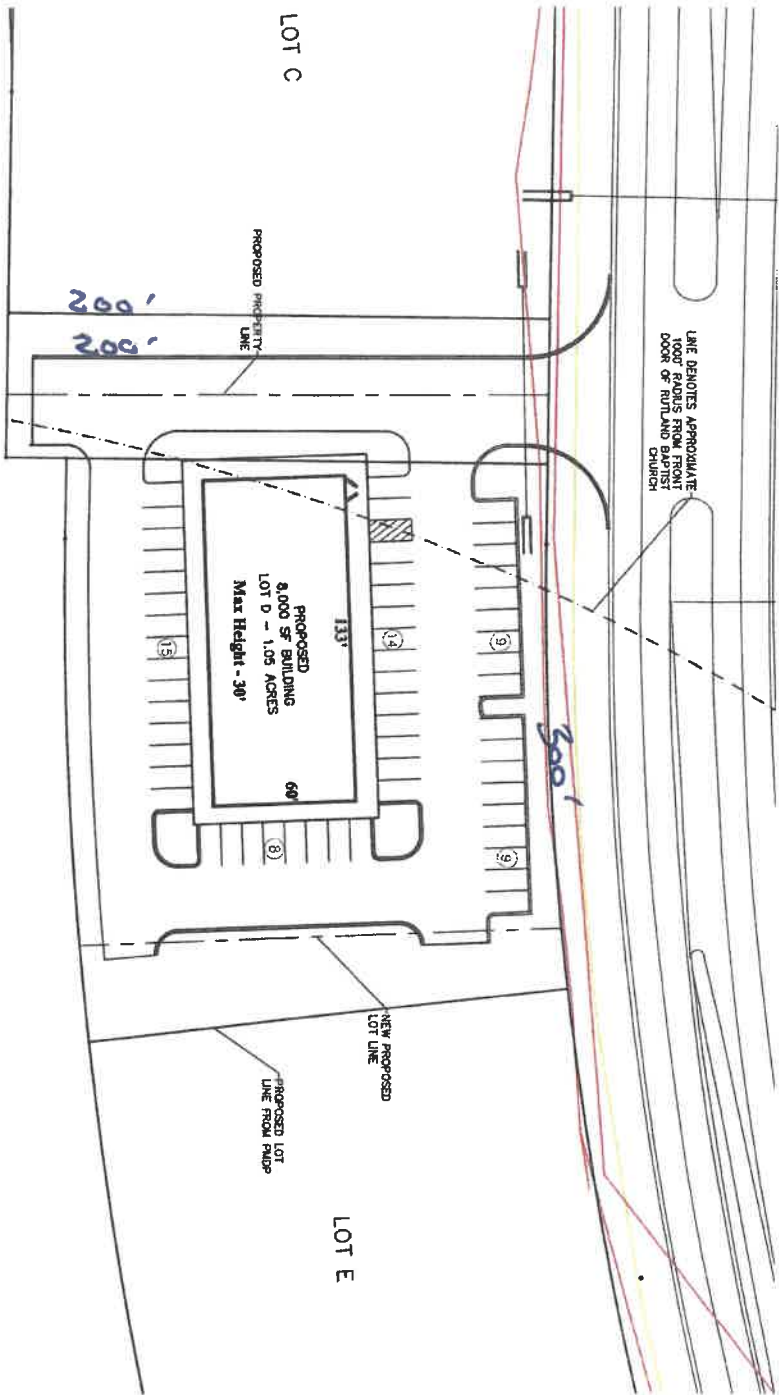 LOT C
PROPOSED PROPERTY
LINE
200'
200'
LINE DENOTES APPROXIMATE
1000' RADIUS FROM FRONT
DOOR OF RUTLAND BAPTIST
CHURCH
133'
PROPOSED
8,000 SF BUILDING
LOT D - 1.05 ACRES
Max Height - 30'
60'
15
14
9
9
8
300'
NEW PROPOSED
LOT LINE
PROPOSED LOT
LINE FROM PMDP
LOT E